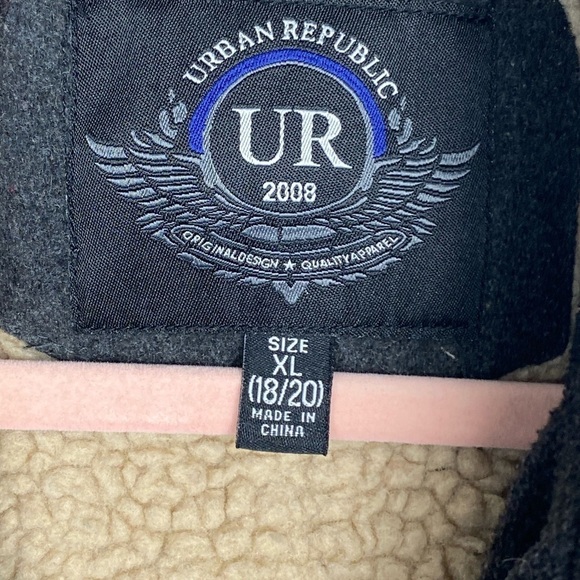 URBAN REPUBLIC
UR
2008
ORIGINALDESIGN ★ QUALITYAPPAREL
SIZE
XL
(18/20)
MADE IN
CHINA